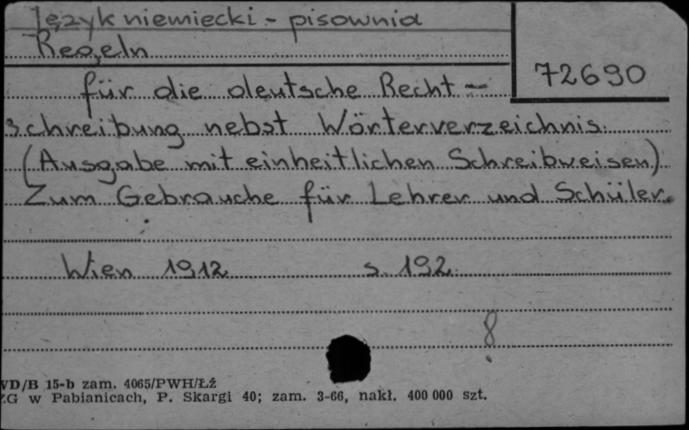 Język niemiecki - pisownia
Regeln
72690
für die deutsche Recht-
schreibung nebst Wörterverzeichnis.
(Ausgabe mit einheitlichen Schreibweisen)
Zum Gebrauche für Lehrer und Schüler.
Wien 1912 s. 192.
8
VD/B 15-b zam. 4065/PWH/Łź
ZG w Pabianicach, P. Skargi 40; zam. 3-66, nakł. 400 000 szt.